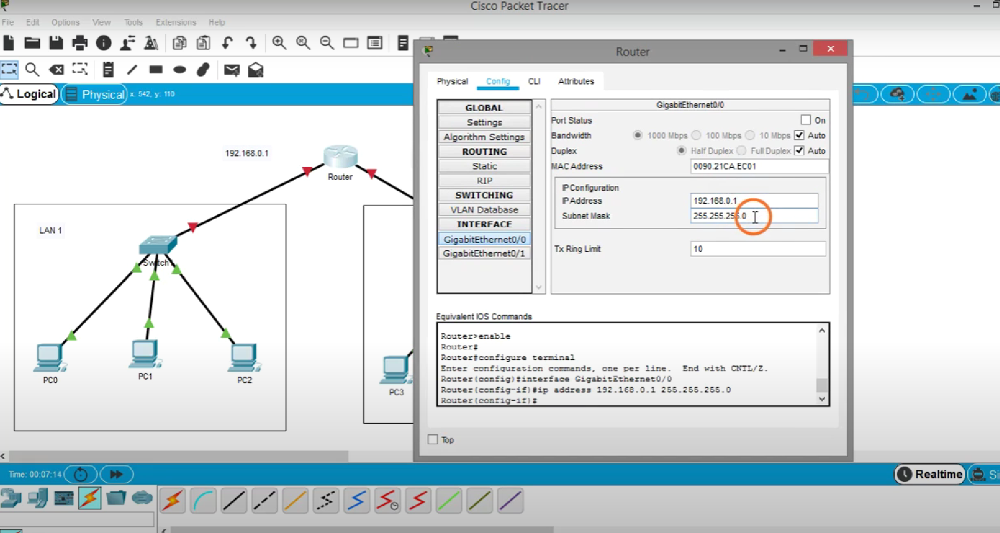 Cisco Packet Tracer
File Edit Options View Tools Extensions Help
Logical Physical x: 542, y: 110
192.168.0.1
Router
LAN 1
Switch
PC0
PC1
PC2
PC3
Router
Physical Config CLI Attributes
GLOBAL
Settings
Algorithm Settings
ROUTING
Static
RIP
SWITCHING
VLAN Database
INTERFACE
GigabitEthernet0/0
GigabitEthernet0/1
GigabitEthernet0/0
Port Status On
Bandwidth 1000 Mbps 100 Mbps 10 Mbps Auto
Duplex Half Duplex Full Duplex Auto
MAC Address 0090.21CA.EC01
IP Configuration
IP Address 192.168.0.1
Subnet Mask 255.255.255.0
Tx Ring Limit 10
Equivalent IOS Commands
Router>enable
Router#
Router#configure terminal
Enter configuration commands, one per line. End with CNTL/Z.
Router(config)#interface GigabitEthernet0/0
Router(config-if)#ip address 192.168.0.1 255.255.255.0
Router(config-if)#
Top
Time: 00:07:14 Realtime